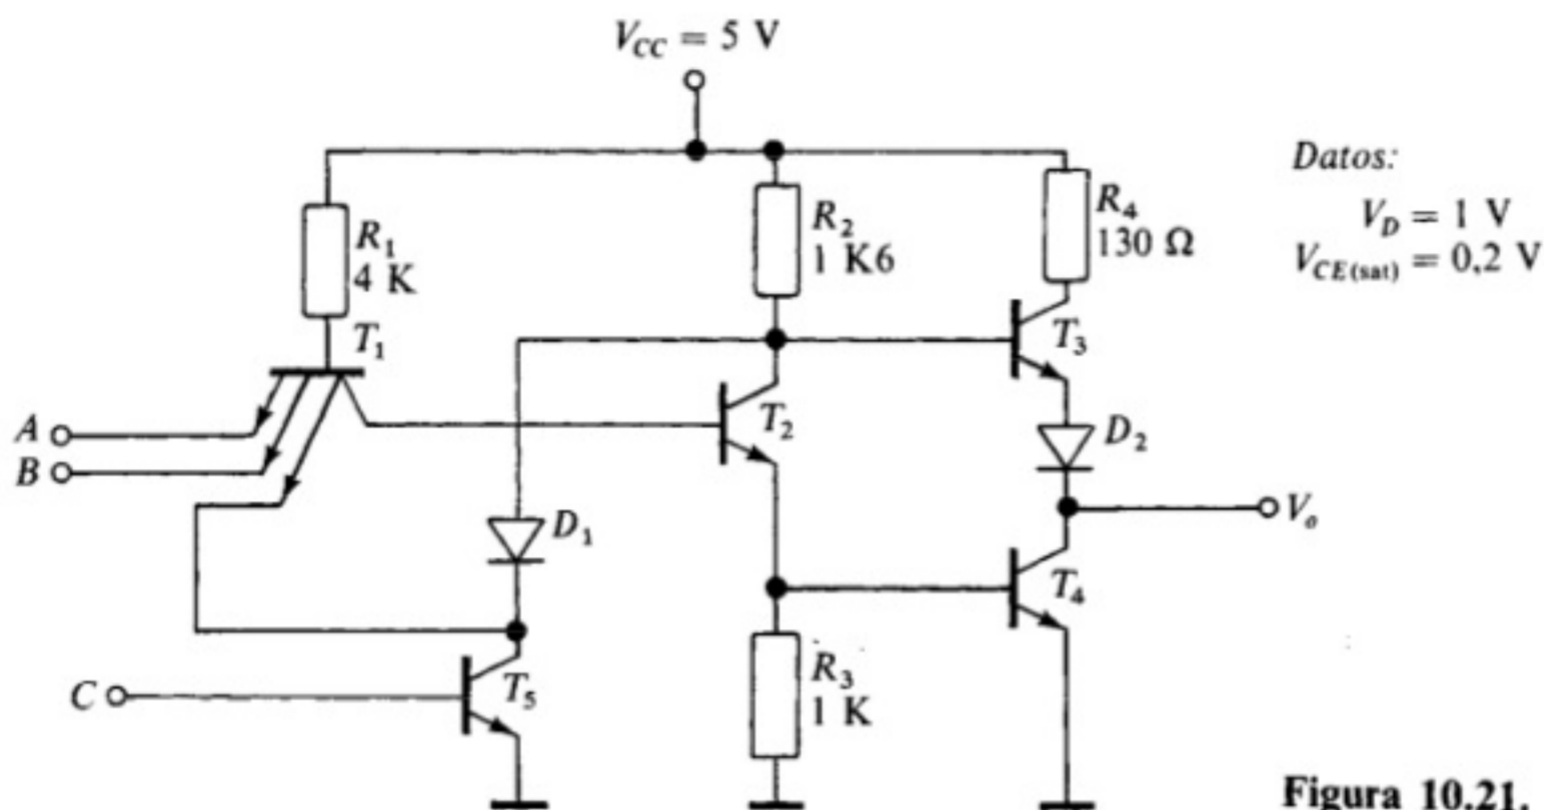 V_CC = 5 V
Datos:
V_D = 1 V
V_CE(sat) = 0,2 V
R_1
4 K
R_2
1 K6
R_4
130 Ω
T_1
T_3
A
B
T_2
D_2
D_1
V_o
T_4
C
T_5
R_3
1 K
Figura 10.21.